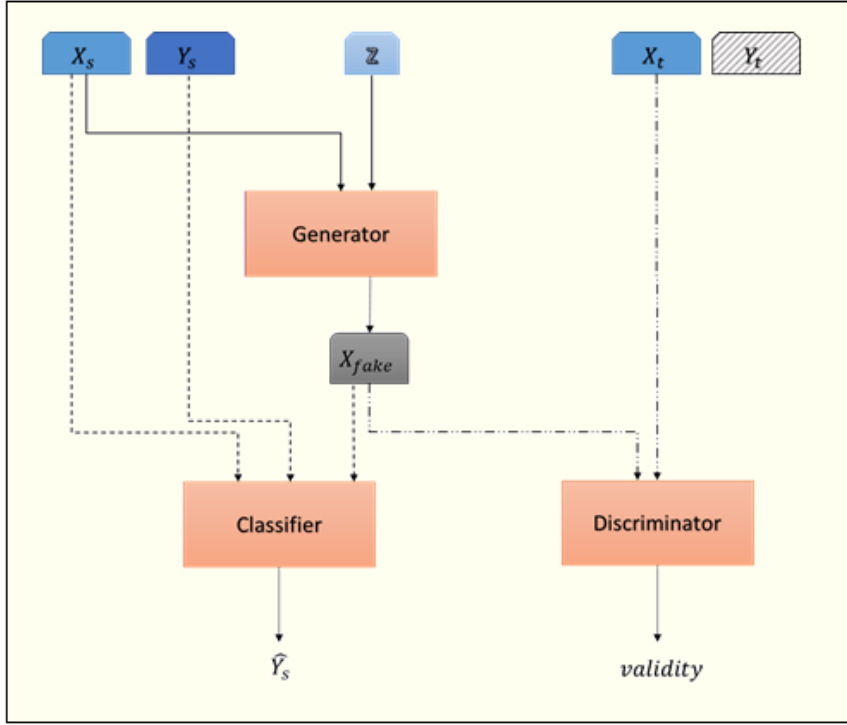 X_s Y_s ℤ X_t Y_t
Generator
X_fake
Classifier Discriminator
Ŷ_s validity